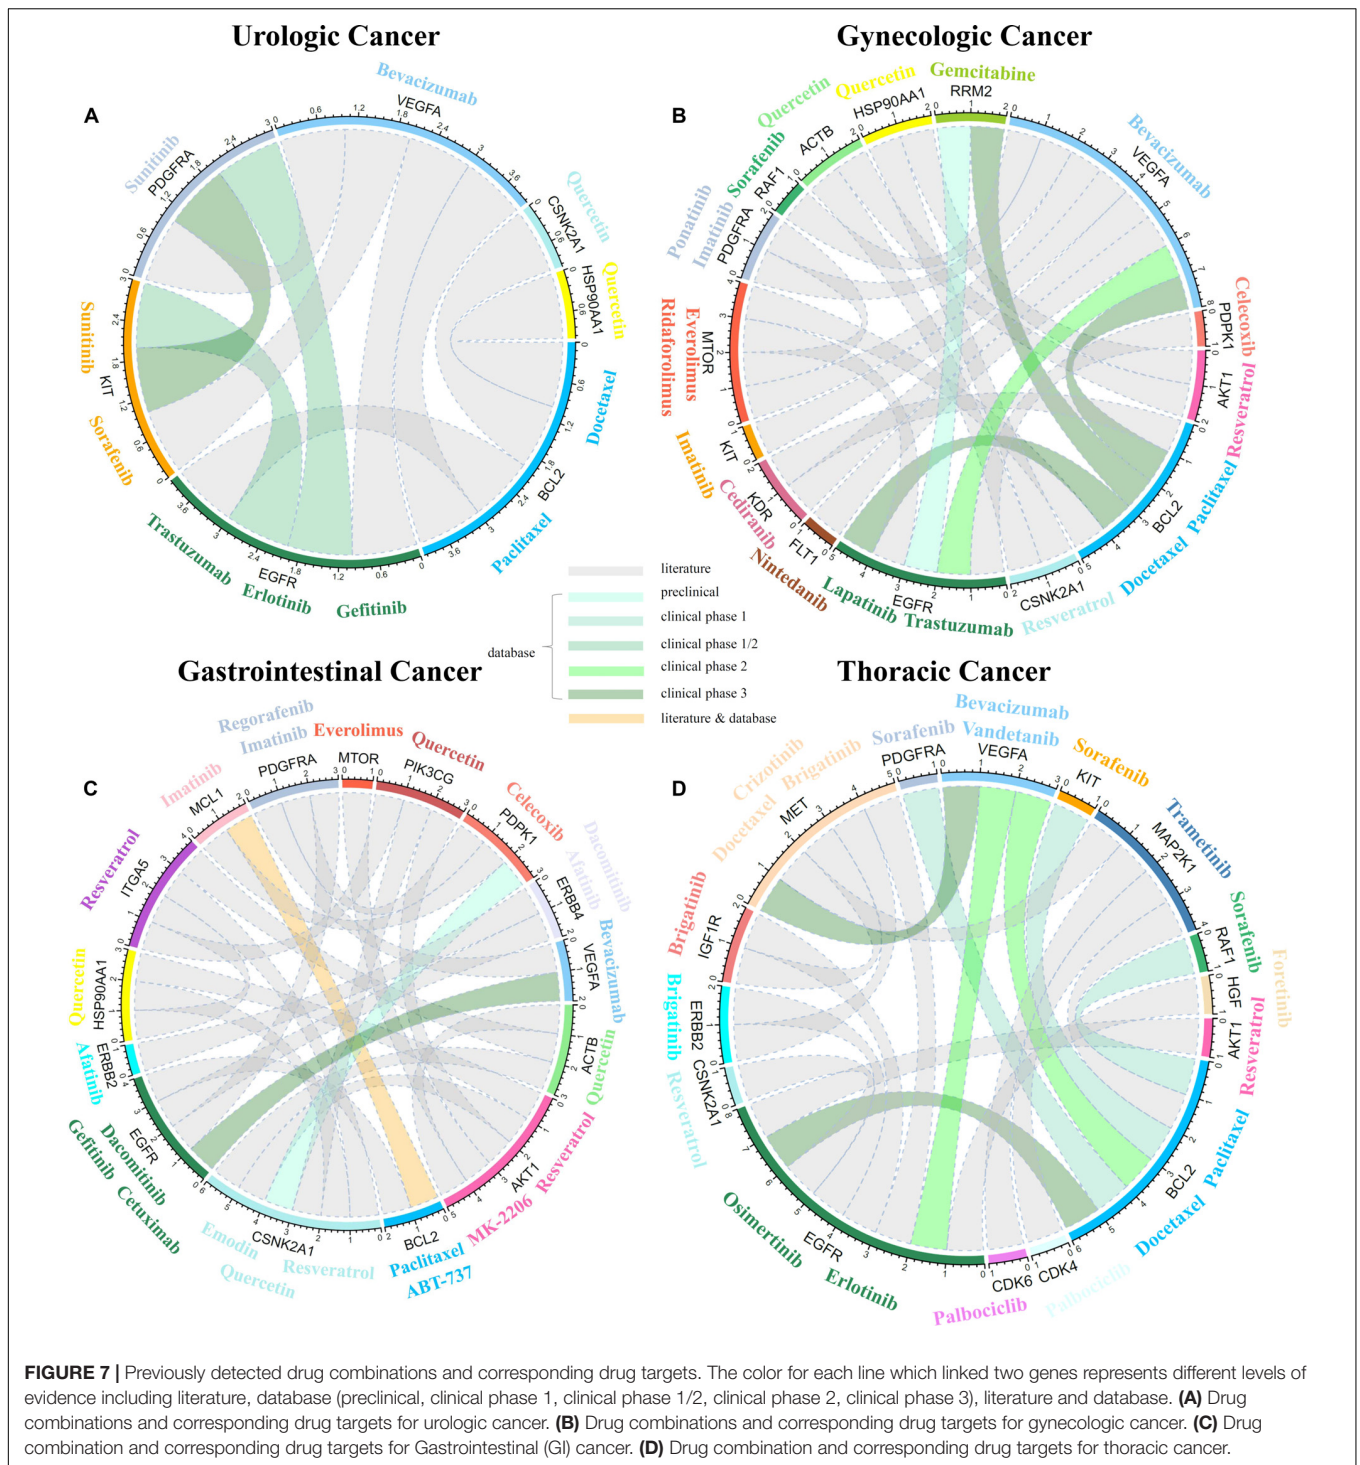 Urologic Cancer
A
Bevacizumab
VEGFA
Sunitinib
PDGFRA
Quercetin
CSNK2A1
Quercetin
HSP90AA1
Sunitinib
KIT
Sorafenib
Docetaxel
BCL2
Paclitaxel
Trastuzumab
Erlotinib
EGFR
Gefitinib
Gynecologic Cancer
B
Gemcitabine
RRM2
Quercetin
HSP90AA1
Quercetin
ACTB
Sorafenib
RAF1
Ponatinib
Imatinib
PDGFRA
Bevacizumab
VEGFA
Celecoxib
PDPK1
Resveratrol
AKT1
Everolimus
Ridaforolimus
MTOR
Imatinib
KIT
Cediranib
KDR
Nintedanib
FLT1
Lapatinib
EGFR
Trastuzumab
Resveratrol
CSNK2A1
Docetaxel
Paclitaxel
BCL2
literature
preclinical
clinical phase 1
database
clinical phase 1/2
clinical phase 2
clinical phase 3
literature & database
Gastrointestinal Cancer
C
Regorafenib
Imatinib
PDGFRA
Everolimus
MTOR
Quercetin
PIK3CG
Celecoxib
PDPK1
Dacomitinib
Afatinib
ERBB4
Bevacizumab
VEGFA
Imatinib
MCL1
Resveratrol
ITGA5
Quercetin
HSP90AA1
Afatinib
ERBB2
Gefitinib
Dacomitinib
Cetuximab
EGFR
Emodin
Quercetin
Resveratrol
CSNK2A1
Paclitaxel
ABT-737
BCL2
MK-2206
Resveratrol
AKT1
Quercetin
ACTB
Thoracic Cancer
D
Bevacizumab
Vandetanib
VEGFA
Sorafenib
PDGFRA
Sorafenib
KIT
Crizotinib
Brigatinib
Docetaxel
MET
Trametinib
MAP2K1
Sorafenib
RAF1
Foretinib
HGF
Resveratrol
AKT1
Brigatinib
IGF1R
Brigatinib
ERBB2
Resveratrol
CSNK2A1
Osimertinib
Erlotinib
EGFR
Palbociclib
CDK6
Palbociclib
CDK4
Docetaxel
Paclitaxel
BCL2
FIGURE 7 | Previously detected drug combinations and corresponding drug targets. The color for each line which linked two genes represents different levels of
evidence including literature, database (preclinical, clinical phase 1, clinical phase 1/2, clinical phase 2, clinical phase 3), literature and database. (A) Drug
combinations and corresponding drug targets for urologic cancer. (B) Drug combinations and corresponding drug targets for gynecologic cancer. (C) Drug
combination and corresponding drug targets for Gastrointestinal (GI) cancer. (D) Drug combination and corresponding drug targets for thoracic cancer.